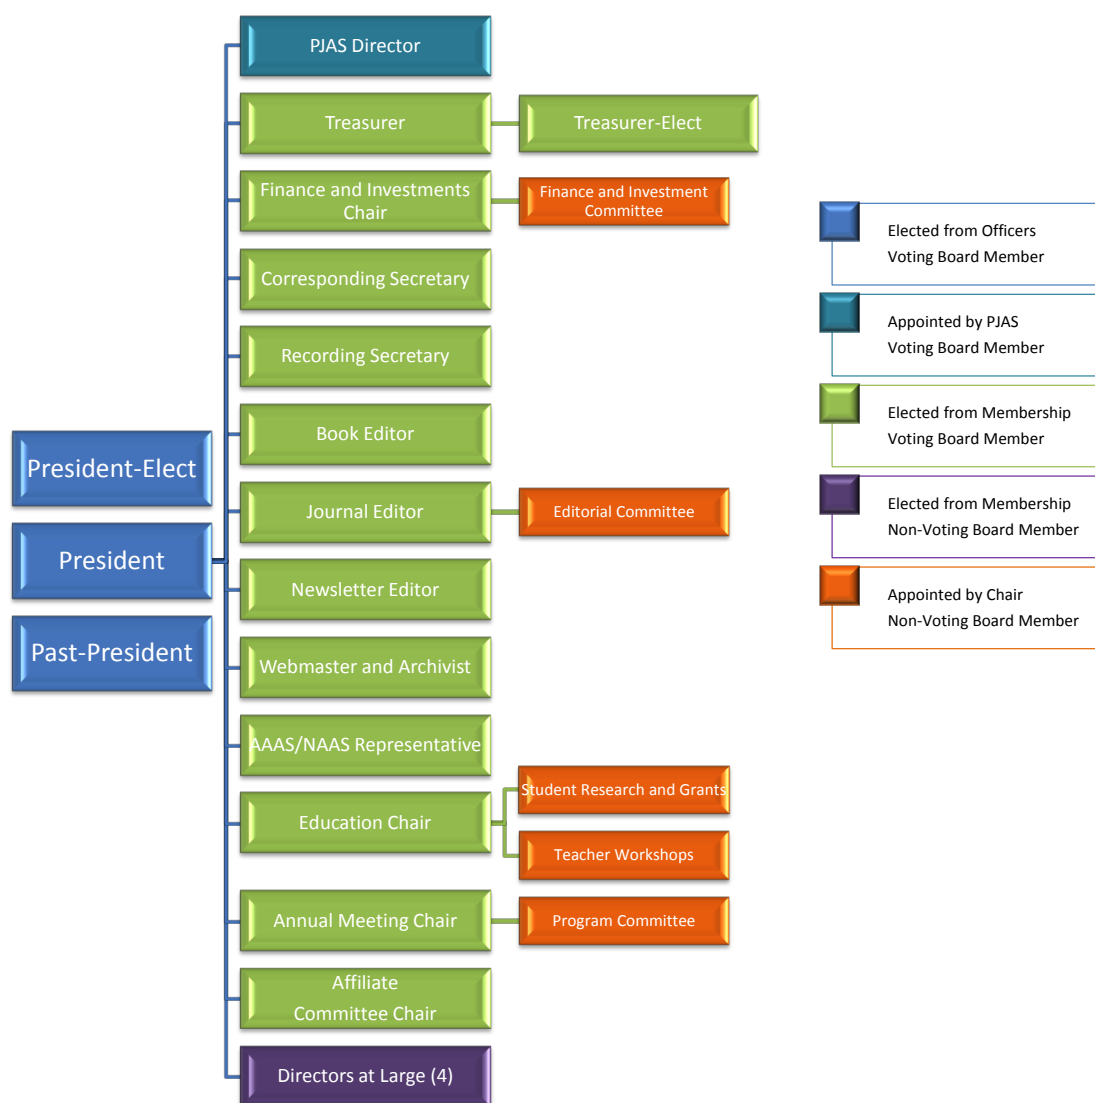 PJAS Director
Treasurer
Treasurer-Elect
Finance and Investments
Chair
Finance and Investment
Committee
Corresponding Secretary
Recording Secretary
Book Editor
Journal Editor
Editorial Committee
Newsletter Editor
Webmaster and Archivist
AAAS/NAAS Representative
Education Chair
Student Research and Grants
Teacher Workshops
Annual Meeting Chair
Program Committee
Affiliate
Committee Chair
Directors at Large (4)
President-Elect
President
Past-President
Elected from Officers
Voting Board Member
Appointed by PJAS
Voting Board Member
Elected from Membership
Voting Board Member
Elected from Membership
Non-Voting Board Member
Appointed by Chair
Non-Voting Board Member